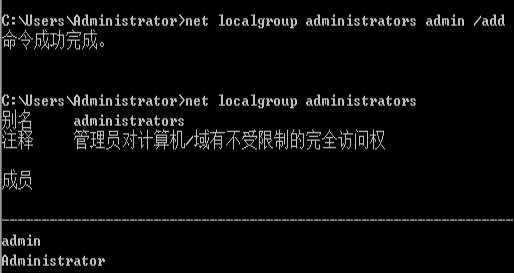 C:\Users\Administrator>net localgroup administrators admin /add
命令成功完成。
C:\Users\Administrator>net localgroup administrators
别名     administrators
注释     管理员对计算机/域有不受限制的完全访问权
成员
-------------------------------------------------------------------------------
admin
Administrator